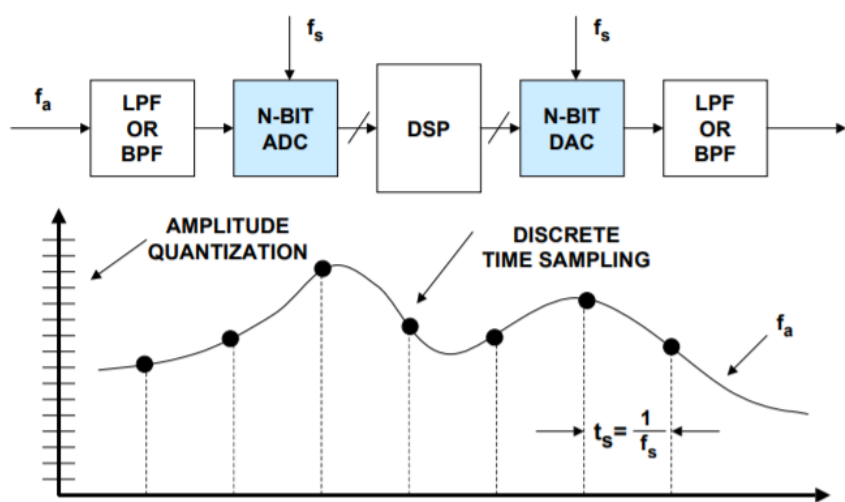 fs
fs
fa
LPF
OR
BPF
N-BIT
ADC
DSP
N-BIT
DAC
LPF
OR
BPF
AMPLITUDE
QUANTIZATION
DISCRETE
TIME SAMPLING
fa
ts= 1
fs